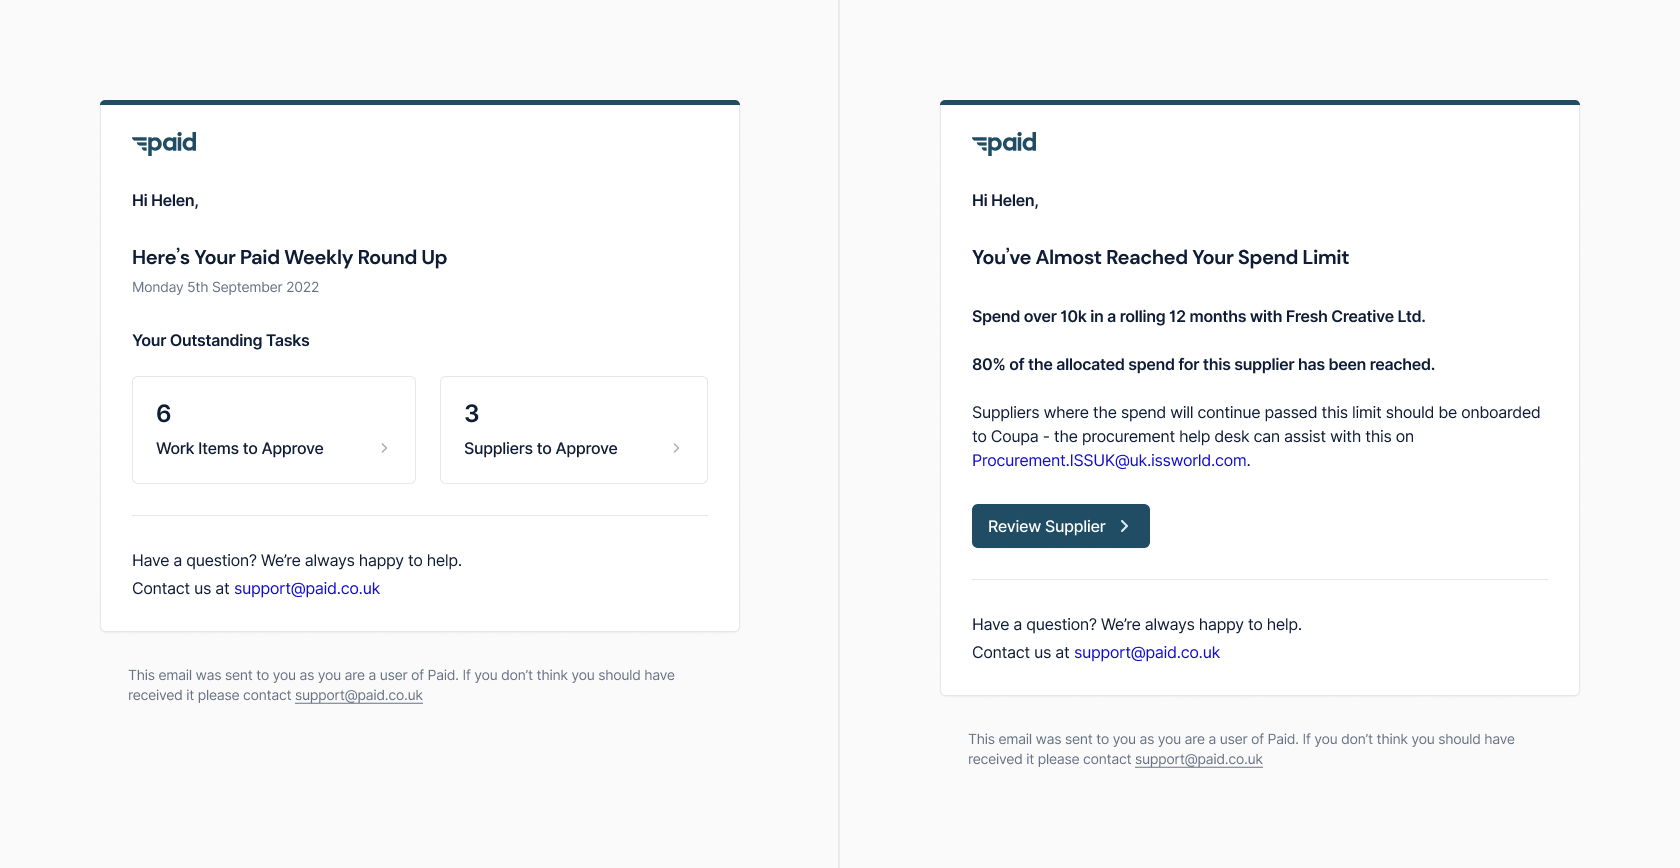 paid
Hi Helen,
Here's Your Paid Weekly Round Up
Monday 5th September 2022
Your Outstanding Tasks
6
Work Items to Approve
3
Suppliers to Approve
Have a question? We're always happy to help.
Contact us at support@paid.co.uk
This email was sent to you as you are a user of Paid. If you don't think you should have
received it please contact support@paid.co.uk
paid
Hi Helen,
You've Almost Reached Your Spend Limit
Spend over 10k in a rolling 12 months with Fresh Creative Ltd.
80% of the allocated spend for this supplier has been reached.
Suppliers where the spend will continue passed this limit should be onboarded
to Coupa - the procurement help desk can assist with this on
Procurement.ISSUK@uk.issworld.com.
Review Supplier
Have a question? We're always happy to help.
Contact us at support@paid.co.uk
This email was sent to you as you are a user of Paid. If you don't think you should have
received it please contact support@paid.co.uk